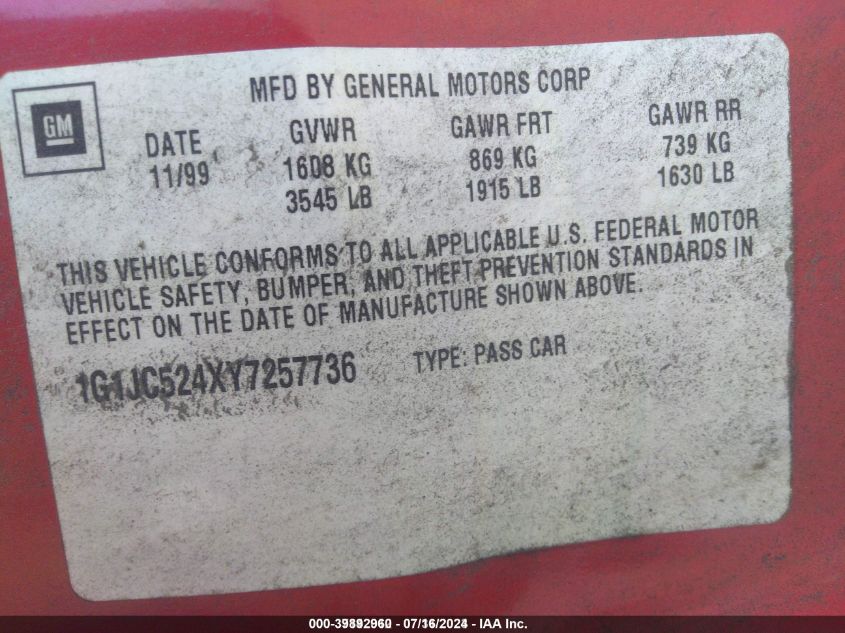 MFD BY GENERAL MOTORS CORP
GM
DATE GVWR GAWR FRT GAWR RR
11/99 1608 KG 869 KG 739 KG
3545 LB 1915 LB 1630 LB
THIS VEHICLE CONFORMS TO ALL APPLICABLE U.S. FEDERAL MOTOR
VEHICLE SAFETY, BUMPER, AND THEFT PREVENTION STANDARDS IN
EFFECT ON THE DATE OF MANUFACTURE SHOWN ABOVE.
1G1JC524XY7257736 TYPE: PASS CAR
07/16/2024 - IAA Inc.